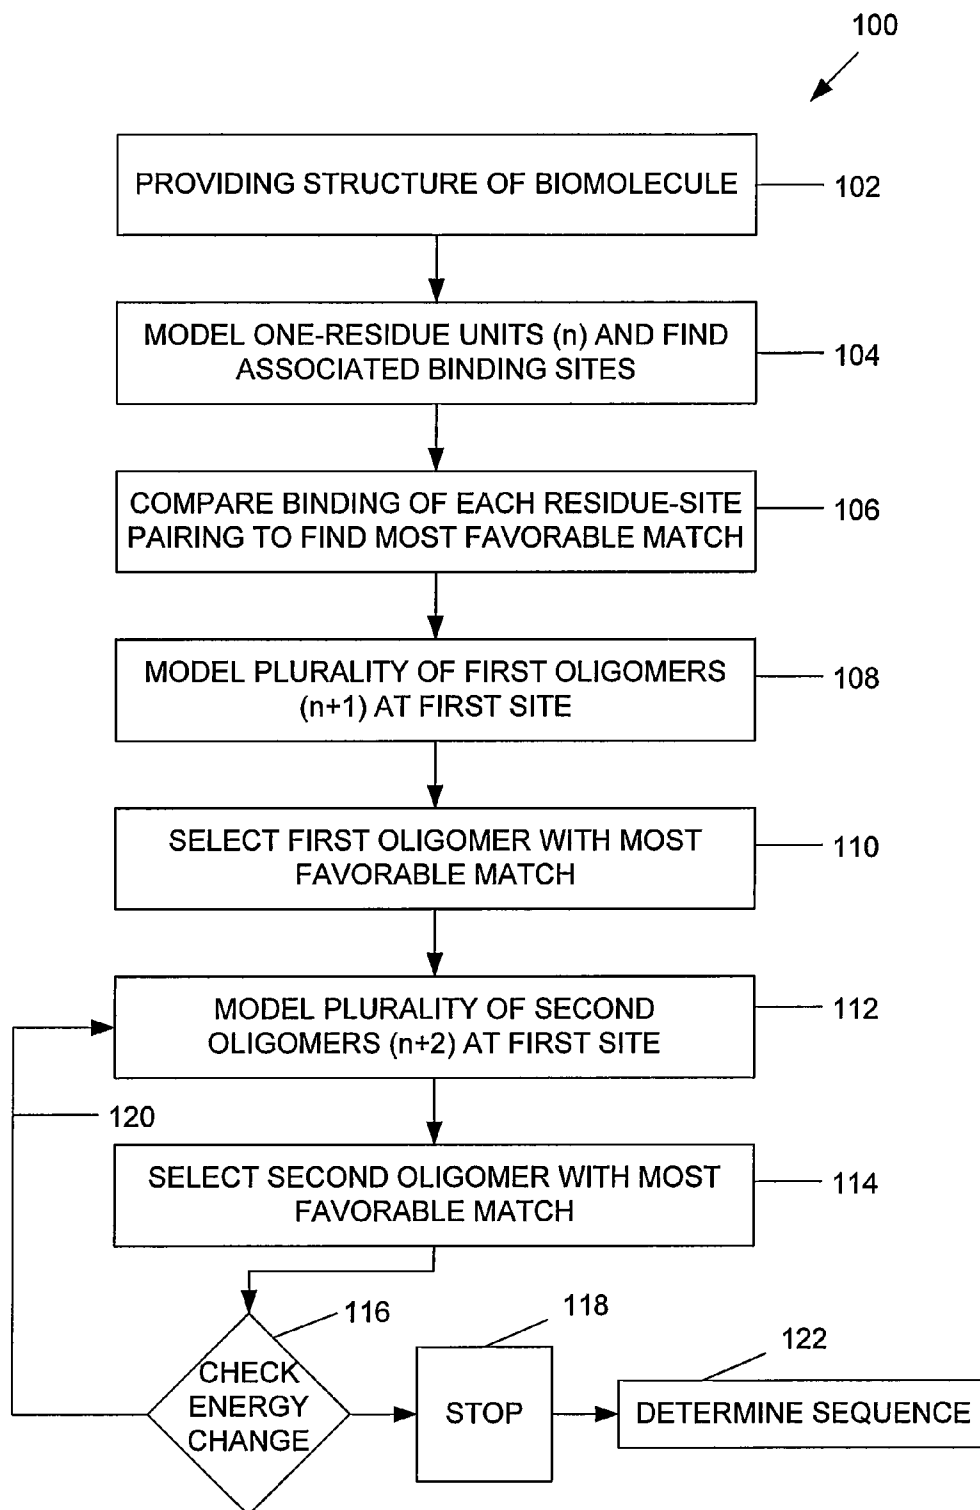 100
PROVIDING STRUCTURE OF BIOMOLECULE
102
MODEL ONE-RESIDUE UNITS (n) AND FIND
ASSOCIATED BINDING SITES
104
COMPARE BINDING OF EACH RESIDUE-SITE
PAIRING TO FIND MOST FAVORABLE MATCH
106
MODEL PLURALITY OF FIRST OLIGOMERS
(n+1) AT FIRST SITE
108
SELECT FIRST OLIGOMER WITH MOST
FAVORABLE MATCH
110
MODEL PLURALITY OF SECOND
OLIGOMERS (n+2) AT FIRST SITE
112
120
SELECT SECOND OLIGOMER WITH MOST
FAVORABLE MATCH
114
116
CHECK
ENERGY
CHANGE
118
STOP
122
DETERMINE SEQUENCE